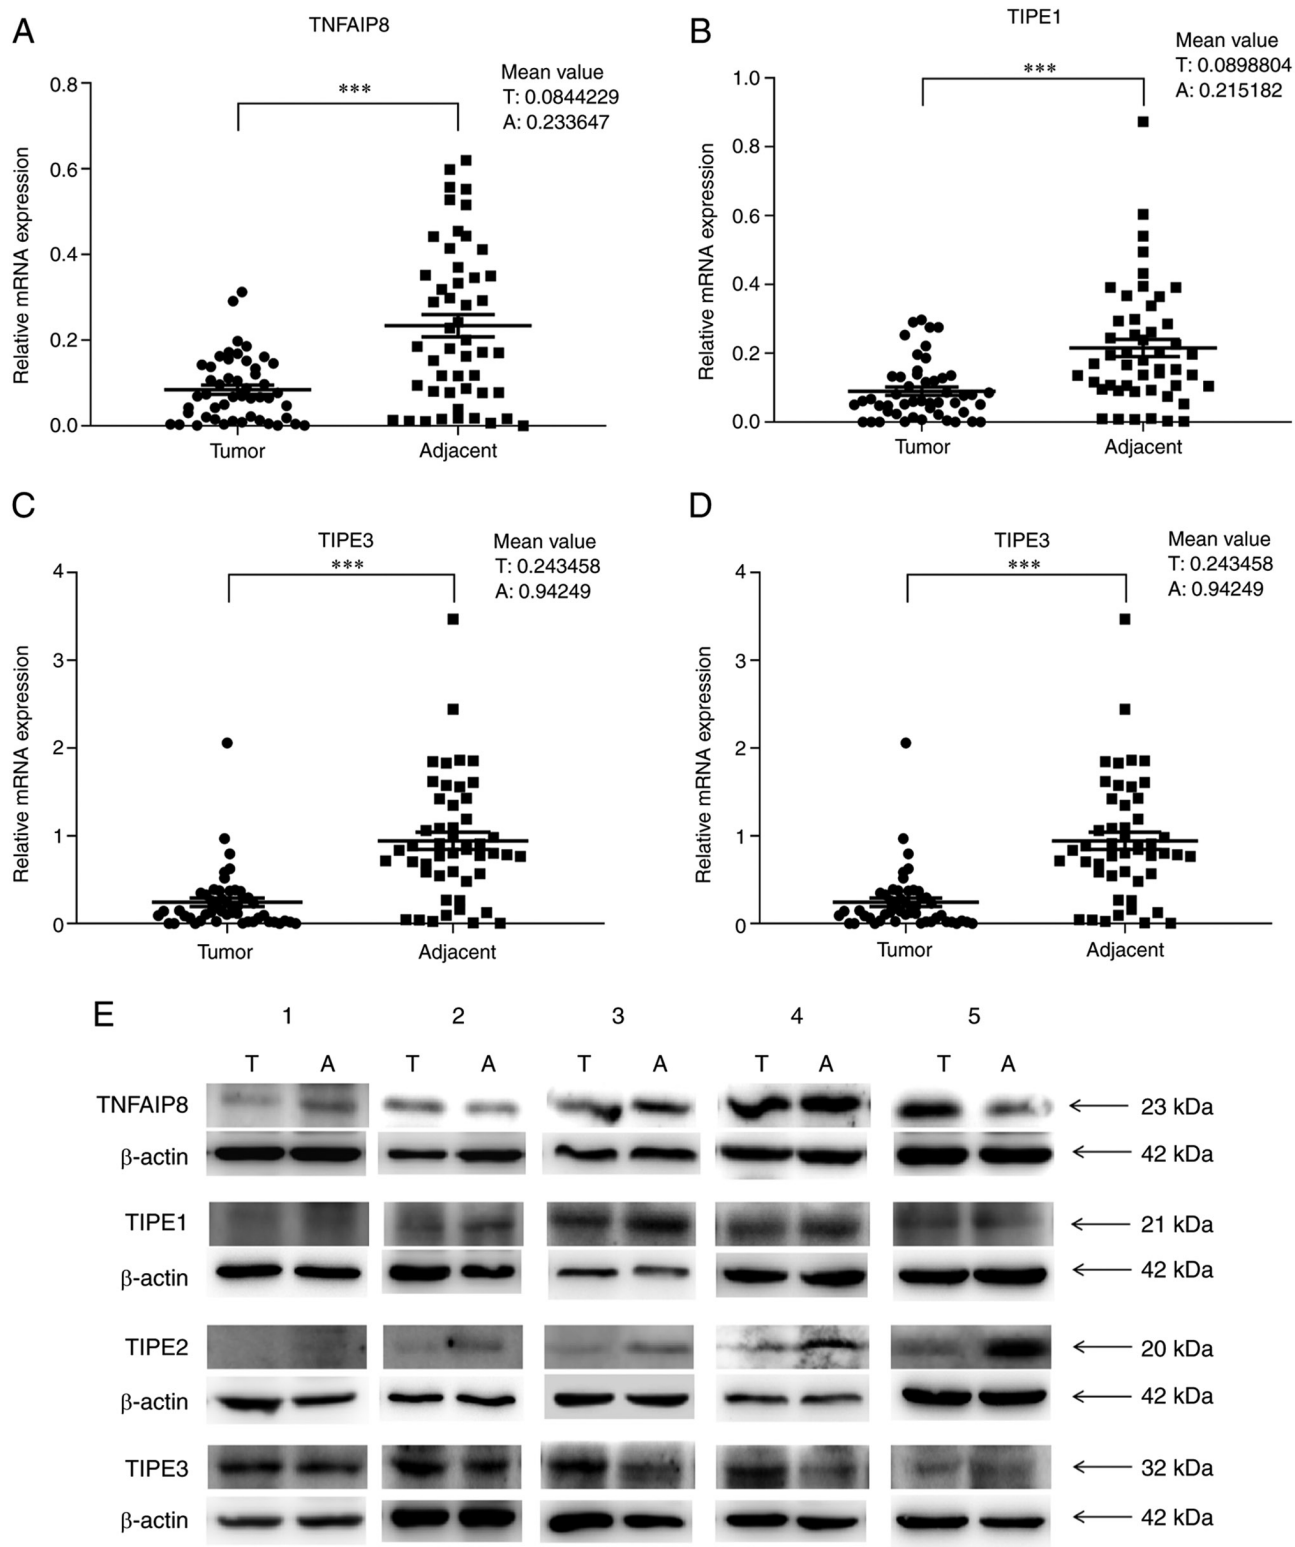 A
TNFAIP8
Mean value
T: 0.0844229
A: 0.233647
***
Relative mRNA expression
0.8
0.6
0.4
0.2
0.0
Tumor
Adjacent
B
TIPE1
Mean value
T: 0.0898804
A: 0.215182
***
Relative mRNA expression
1.0
0.8
0.6
0.4
0.2
0.0
Tumor
Adjacent
C
TIPE3
Mean value
T: 0.243458
A: 0.94249
***
Relative mRNA expression
4
3
2
1
0
Tumor
Adjacent
D
TIPE3
Mean value
T: 0.243458
A: 0.94249
***
Relative mRNA expression
4
3
2
1
0
Tumor
Adjacent
E
1 2 3 4 5
T A T A T A T A T A
TNFAIP8 ← 23 kDa
β-actin ← 42 kDa
TIPE1 ← 21 kDa
β-actin ← 42 kDa
TIPE2 ← 20 kDa
β-actin ← 42 kDa
TIPE3 ← 32 kDa
β-actin ← 42 kDa